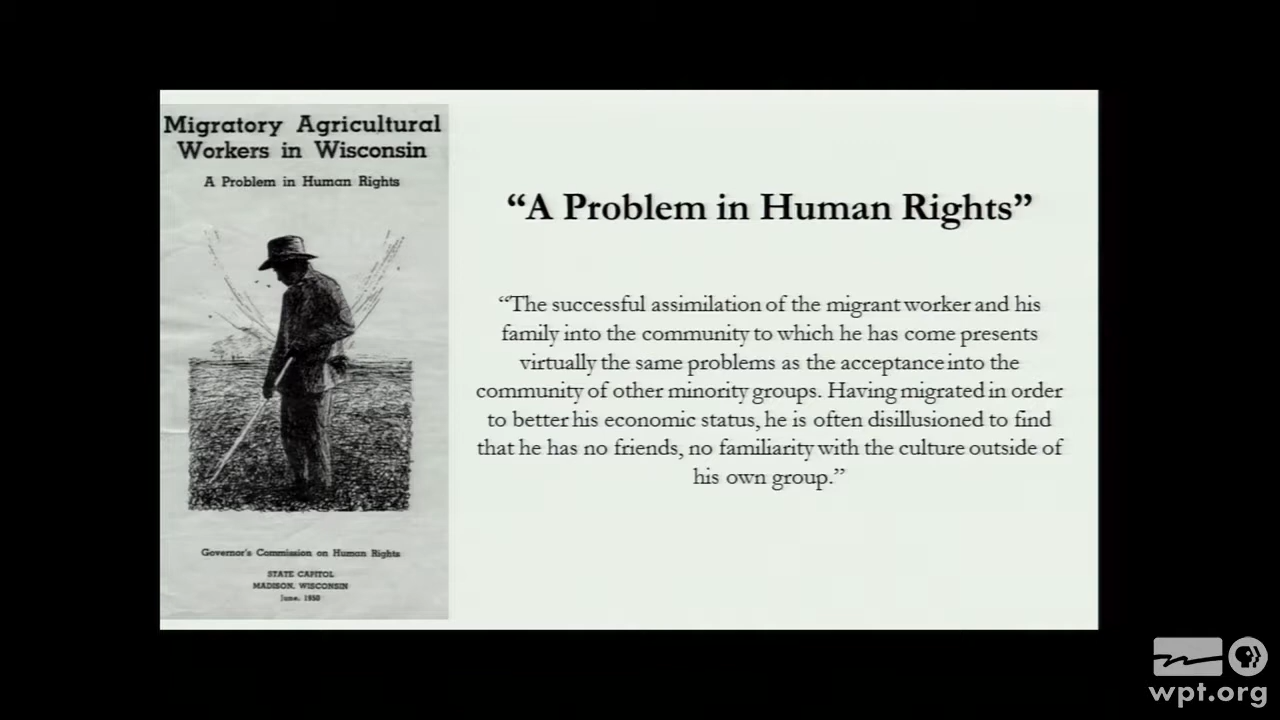 Migratory Agricultural
Workers in Wisconsin
A Problem in Human Rights
Governor's Commission on Human Rights
STATE CAPITOL
MADISON, WISCONSIN
June, 1950
“A Problem in Human Rights”
“The successful assimilation of the migrant worker and his
family into the community to which he has come presents
virtually the same problems as the acceptance into the
community of other minority groups. Having migrated in order
to better his economic status, he is often disillusioned to find
that he has no friends, no familiarity with the culture outside of
his own group.”
wpt.org